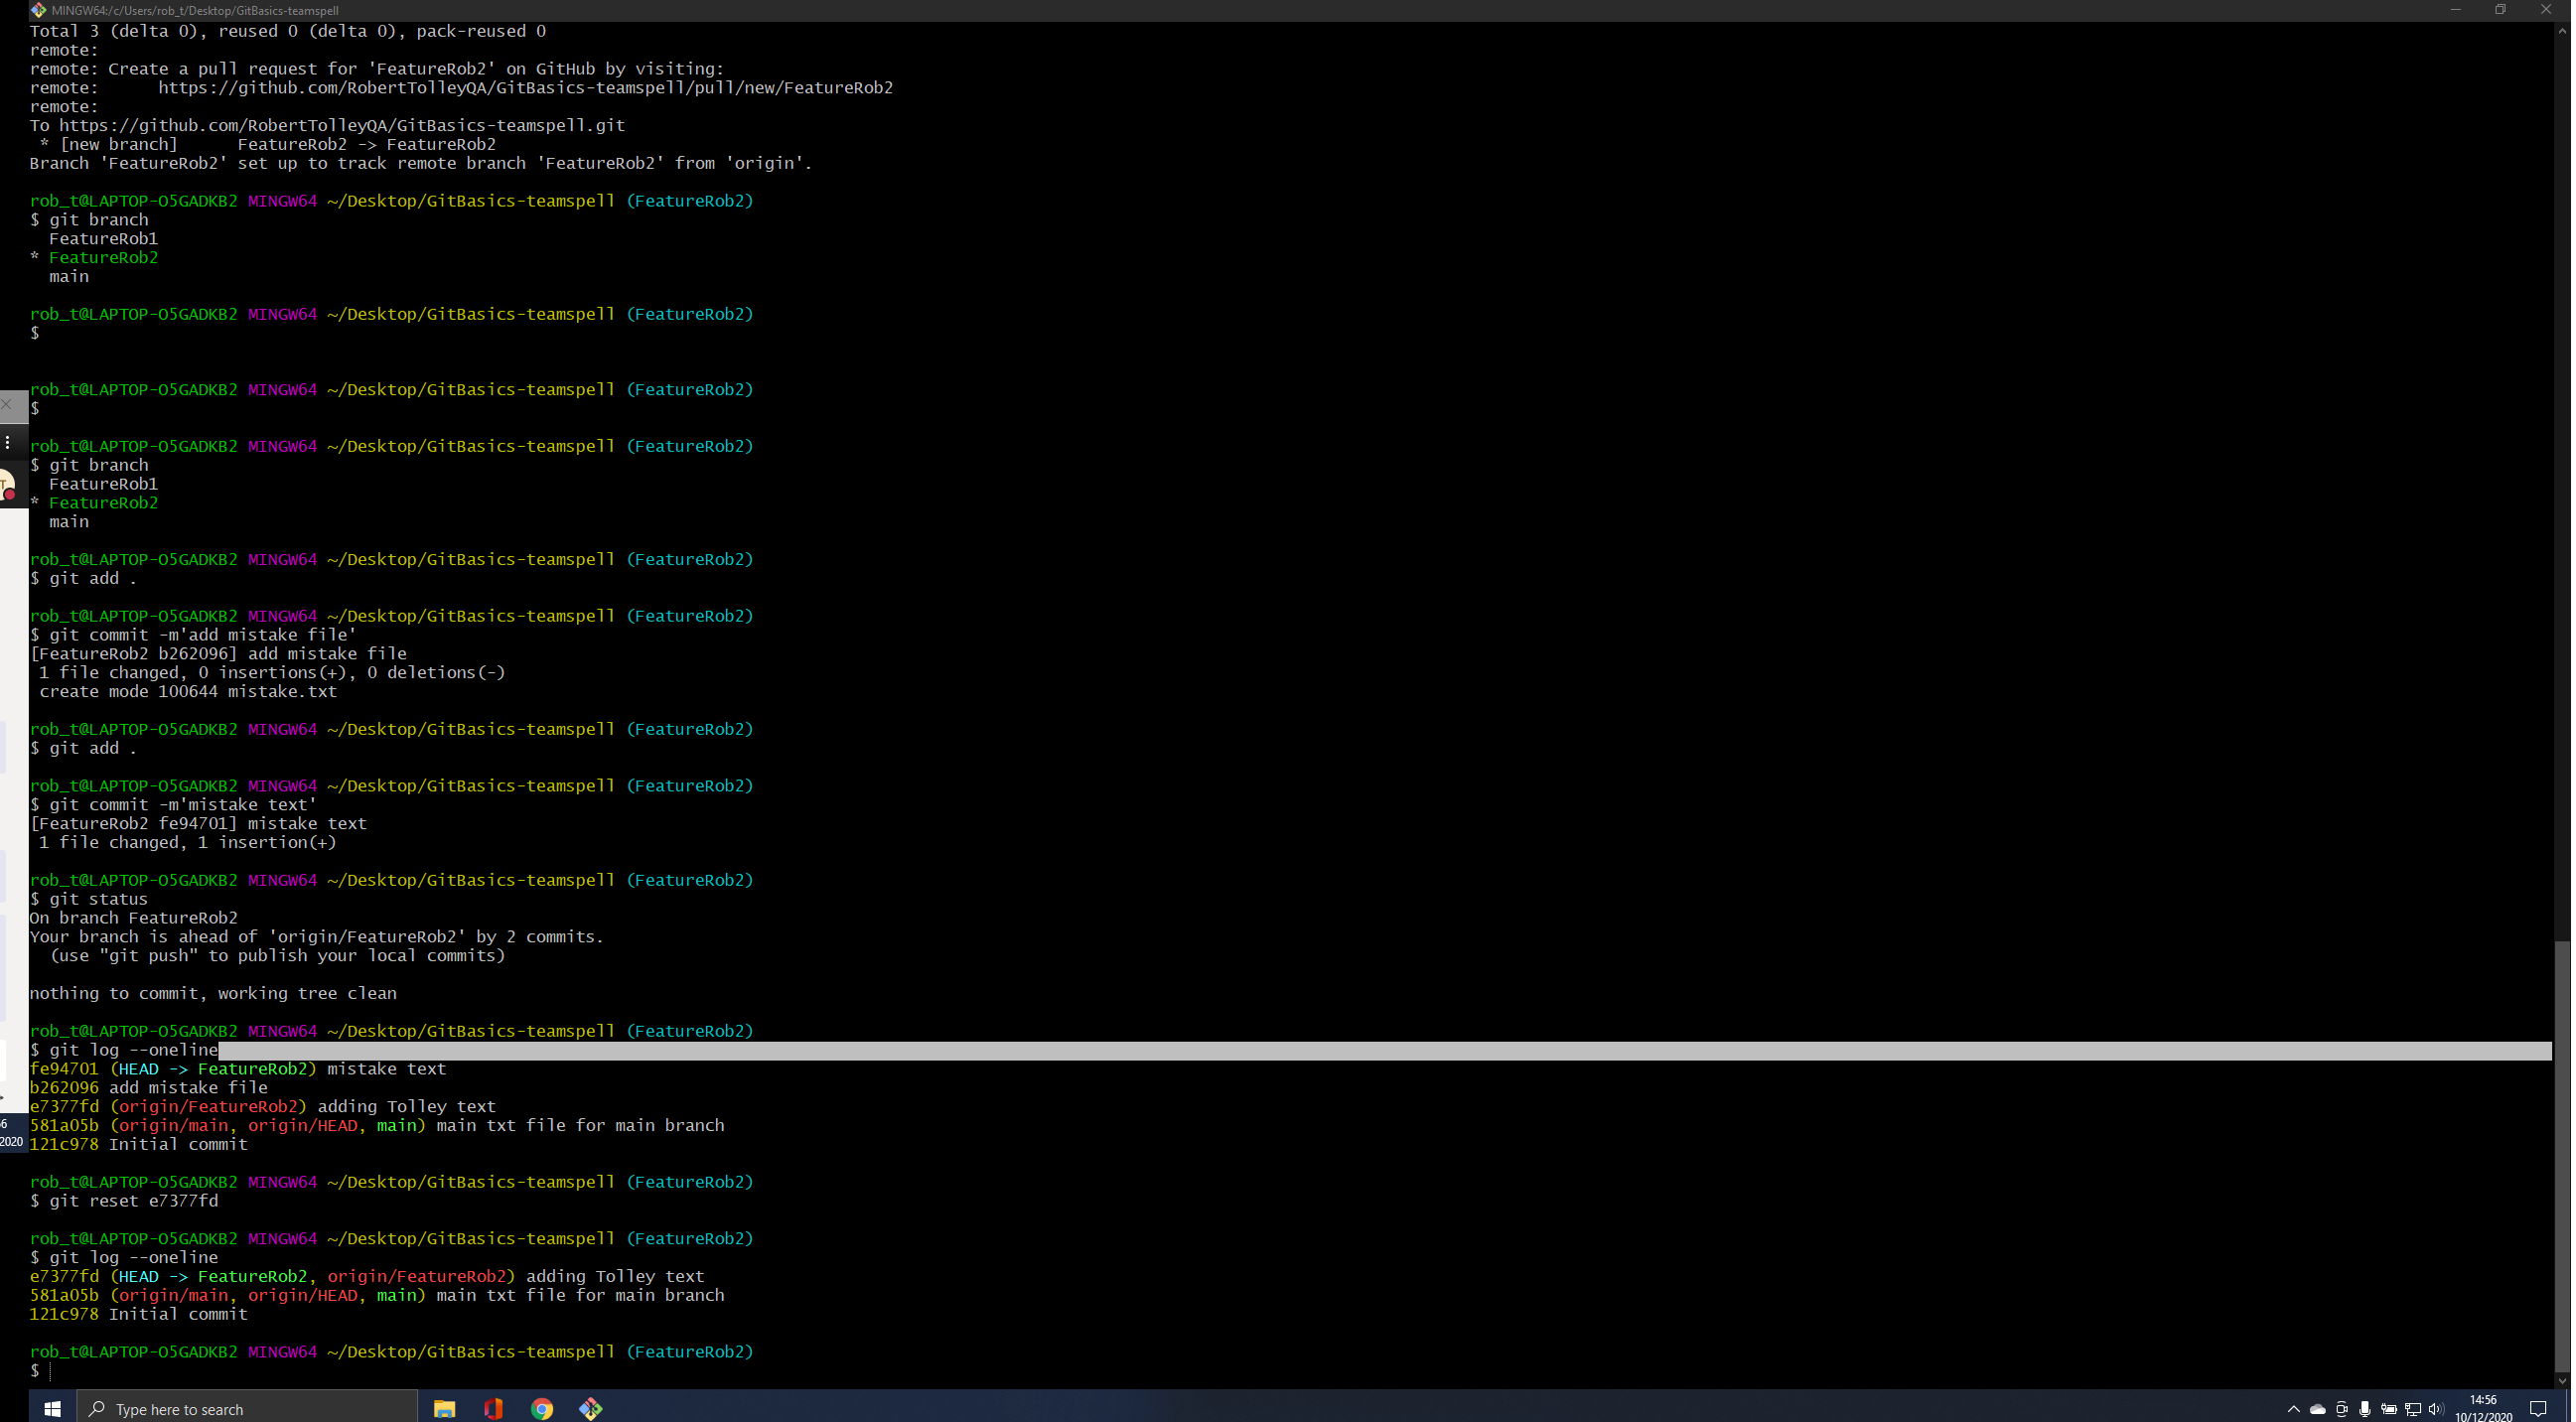 MINGW64:/c/Users/rob_t/Desktop/GitBasics-teamspell
Total 3 (delta 0), reused 0 (delta 0), pack-reused 0
remote:
remote: Create a pull request for 'FeatureRob2' on GitHub by visiting:
remote:      https://github.com/RobertTolleyQA/GitBasics-teamspell/pull/new/FeatureRob2
remote:
To https://github.com/RobertTolleyQA/GitBasics-teamspell.git
 * [new branch]      FeatureRob2 -> FeatureRob2
Branch 'FeatureRob2' set up to track remote branch 'FeatureRob2' from 'origin'.

rob_t@LAPTOP-O5GADKB2 MINGW64 ~/Desktop/GitBasics-teamspell (FeatureRob2)
$ git branch
  FeatureRob1
* FeatureRob2
  main

rob_t@LAPTOP-O5GADKB2 MINGW64 ~/Desktop/GitBasics-teamspell (FeatureRob2)
$

rob_t@LAPTOP-O5GADKB2 MINGW64 ~/Desktop/GitBasics-teamspell (FeatureRob2)
$

rob_t@LAPTOP-O5GADKB2 MINGW64 ~/Desktop/GitBasics-teamspell (FeatureRob2)
$ git branch
  FeatureRob1
* FeatureRob2
  main

rob_t@LAPTOP-O5GADKB2 MINGW64 ~/Desktop/GitBasics-teamspell (FeatureRob2)
$ git add .

rob_t@LAPTOP-O5GADKB2 MINGW64 ~/Desktop/GitBasics-teamspell (FeatureRob2)
$ git commit -m'add mistake file'
[FeatureRob2 b262096] add mistake file
 1 file changed, 0 insertions(+), 0 deletions(-)
 create mode 100644 mistake.txt

rob_t@LAPTOP-O5GADKB2 MINGW64 ~/Desktop/GitBasics-teamspell (FeatureRob2)
$ git add .

rob_t@LAPTOP-O5GADKB2 MINGW64 ~/Desktop/GitBasics-teamspell (FeatureRob2)
$ git commit -m'mistake text'
[FeatureRob2 fe94701] mistake text
 1 file changed, 1 insertion(+)

rob_t@LAPTOP-O5GADKB2 MINGW64 ~/Desktop/GitBasics-teamspell (FeatureRob2)
$ git status
On branch FeatureRob2
Your branch is ahead of 'origin/FeatureRob2' by 2 commits.
  (use "git push" to publish your local commits)

nothing to commit, working tree clean

rob_t@LAPTOP-O5GADKB2 MINGW64 ~/Desktop/GitBasics-teamspell (FeatureRob2)
$ git log --oneline
fe94701 (HEAD -> FeatureRob2) mistake text
b262096 add mistake file
e7377fd (origin/FeatureRob2) adding Tolley text
581a05b (origin/main, origin/HEAD, main) main txt file for main branch
121c978 Initial commit

rob_t@LAPTOP-O5GADKB2 MINGW64 ~/Desktop/GitBasics-teamspell (FeatureRob2)
$ git reset e7377fd

rob_t@LAPTOP-O5GADKB2 MINGW64 ~/Desktop/GitBasics-teamspell (FeatureRob2)
$ git log --oneline
e7377fd (HEAD -> FeatureRob2, origin/FeatureRob2) adding Tolley text
581a05b (origin/main, origin/HEAD, main) main txt file for main branch
121c978 Initial commit

rob_t@LAPTOP-O5GADKB2 MINGW64 ~/Desktop/GitBasics-teamspell (FeatureRob2)
$
T
2020
Type here to search
14:56
10/12/2020